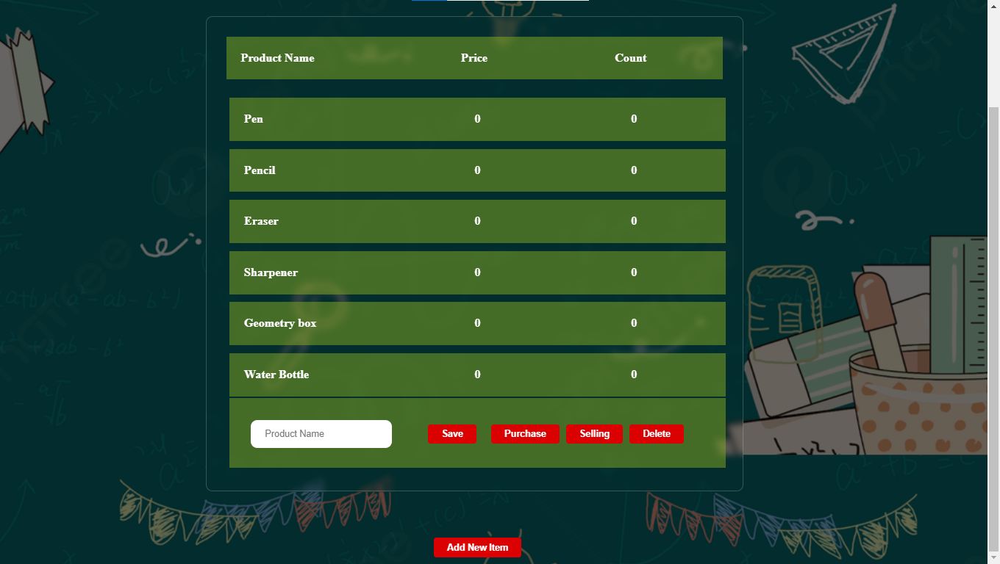 Product Name Price Count
Pen 0 0
Pencil 0 0
Eraser 0 0
Sharpener 0 0
Geometry box 0 0
Water Bottle 0 0
Product Name Save Purchase Selling Delete
Add New Item